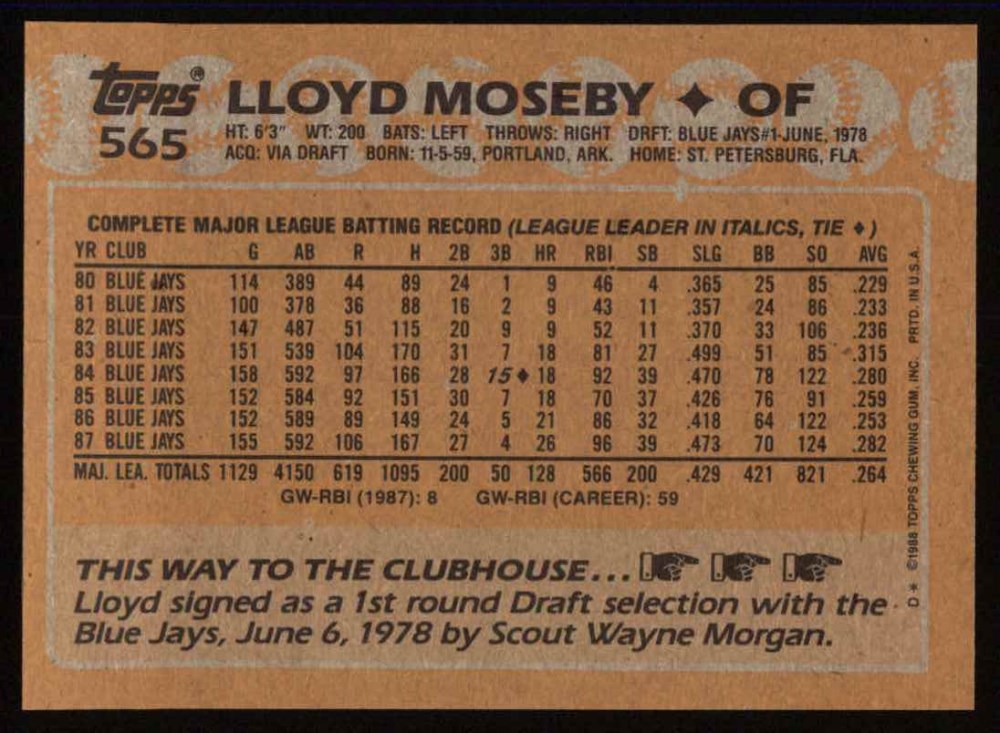 Topps® LLOYD MOSEBY ✦ OF
565 HT: 6'3" WT: 200 BATS: LEFT THROWS: RIGHT DRFT: BLUE JAYS#1-JUNE, 1978
ACQ: VIA DRAFT BORN: 11-5-59, PORTLAND, ARK. HOME: ST. PETERSBURG, FLA.
COMPLETE MAJOR LEAGUE BATTING RECORD (LEAGUE LEADER IN ITALICS, TIE ♦)
YR CLUB G AB R H 2B 3B HR RBI SB SLG BB SO AVG
80 BLUE JAYS 114 389 44 89 24 1 9 46 4 .365 25 85 .229
81 BLUE JAYS 100 378 36 88 16 2 9 43 11 .357 24 86 .233
82 BLUE JAYS 147 487 51 115 20 9 9 52 11 .370 33 106 .236
83 BLUE JAYS 151 539 104 170 31 7 18 81 27 .499 51 85 .315
84 BLUE JAYS 158 592 97 166 28 15♦ 18 92 39 .470 78 122 .280
85 BLUE JAYS 152 584 92 151 30 7 18 70 37 .426 76 91 .259
86 BLUE JAYS 152 589 89 149 24 5 21 86 32 .418 64 122 .253
87 BLUE JAYS 155 592 106 167 27 4 26 96 39 .473 70 124 .282
MAJ. LEA. TOTALS 1129 4150 619 1095 200 50 128 566 200 .429 421 821 .264
GW-RBI (1987): 8 GW-RBI (CAREER): 59
THIS WAY TO THE CLUBHOUSE...
Lloyd signed as a 1st round Draft selection with the
Blue Jays, June 6, 1978 by Scout Wayne Morgan.
D * ©1988 TOPPS CHEWING GUM, INC. PRTD. IN U.S.A.